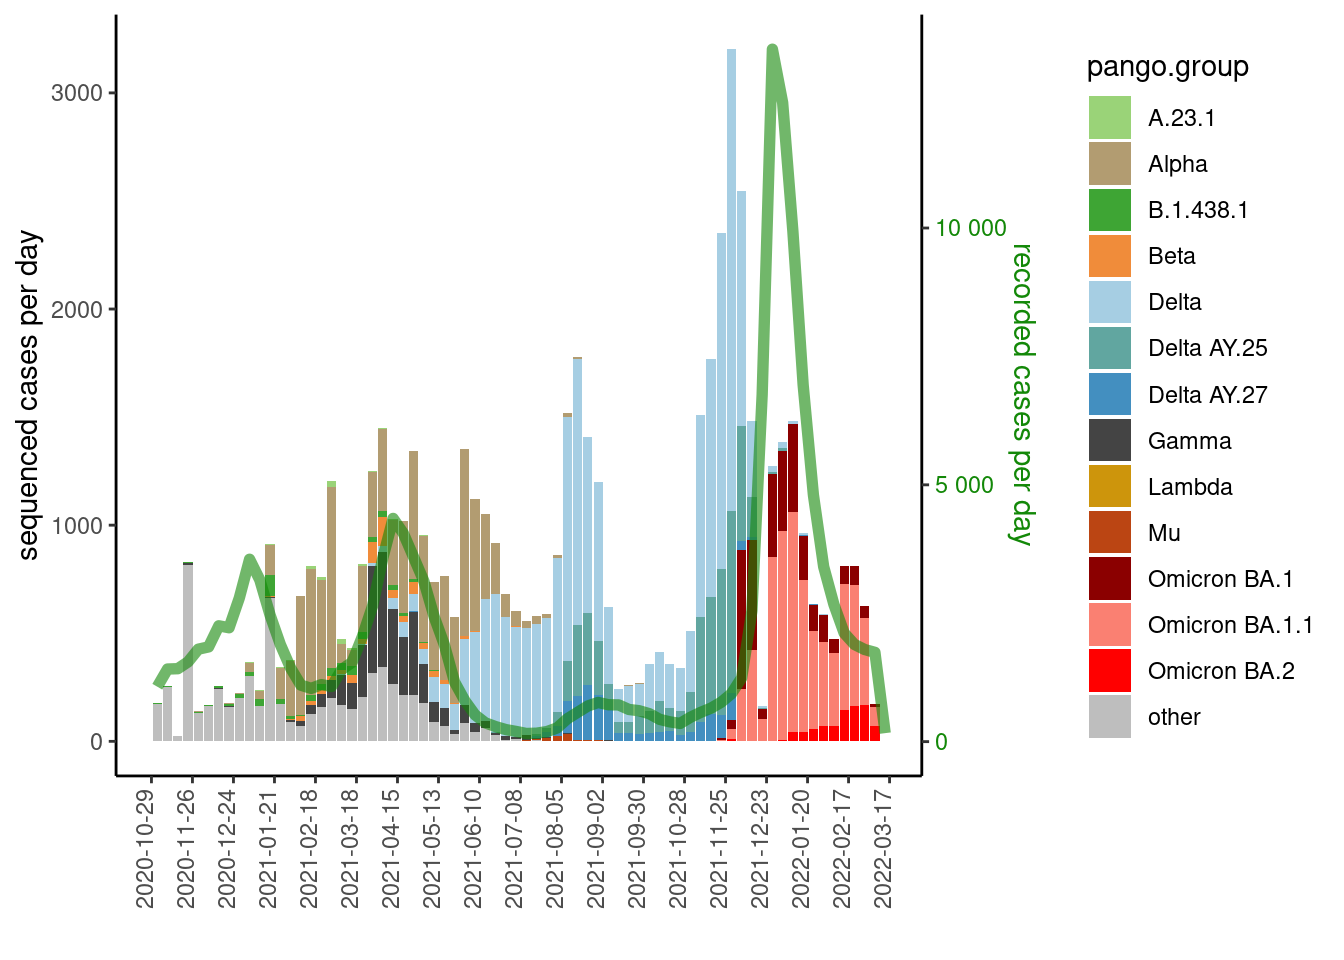 pango.group
A.23.1
Alpha
B.1.438.1
Beta
Delta
Delta AY.25
Delta AY.27
Gamma
Lambda
Mu
Omicron BA.1
Omicron BA.1.1
Omicron BA.2
other
sequenced cases per day
3000
2000
1000
0
recorded cases per day
10 000
5 000
0
2020-10-29
2020-11-26
2020-12-24
2021-01-21
2021-02-18
2021-03-18
2021-04-15
2021-05-13
2021-06-10
2021-07-08
2021-08-05
2021-09-02
2021-09-30
2021-10-28
2021-11-25
2021-12-23
2022-01-20
2022-02-17
2022-03-17